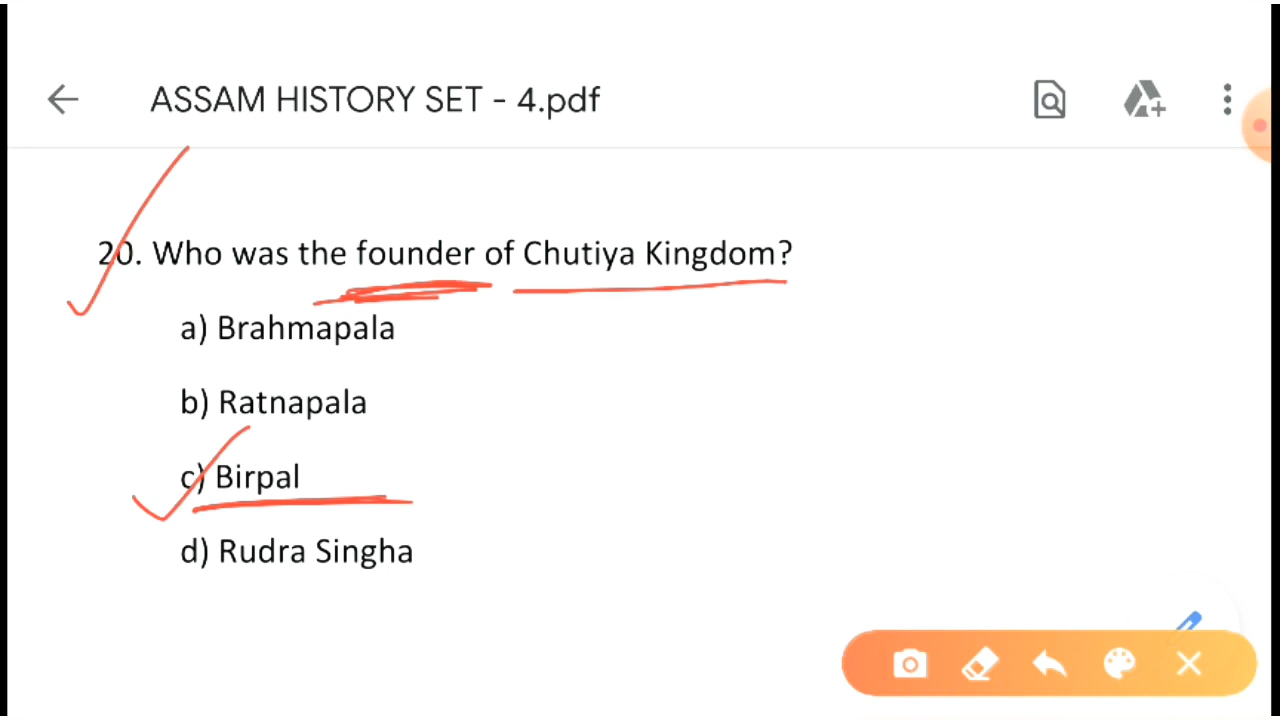 ASSAM HISTORY SET - 4.pdf
20. Who was the founder of Chutiya Kingdom?
a) Brahmapala
b) Ratnapala
c) Birpal
d) Rudra Singha